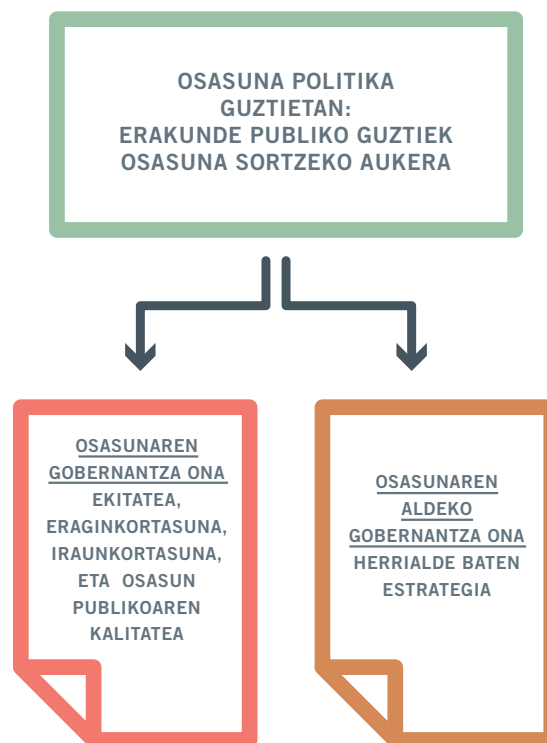 OSASUNA POLITIKA
GUZTIETAN:
ERAKUNDE PUBLIKO GUZTIEK
OSASUNA SORTZEKO AUKERA
OSASUNAREN
GOBERNANTZA ONA
EKITATEA,
ERAGINKORTASUNA,
IRAUNKORTASUNA,
ETA OSASUN
PUBLIKOAREN
KALITATEA
OSASUNAREN
ALDEKO
GOBERNANTZA ONA
HERRIALDE BATEN
ESTRATEGIA